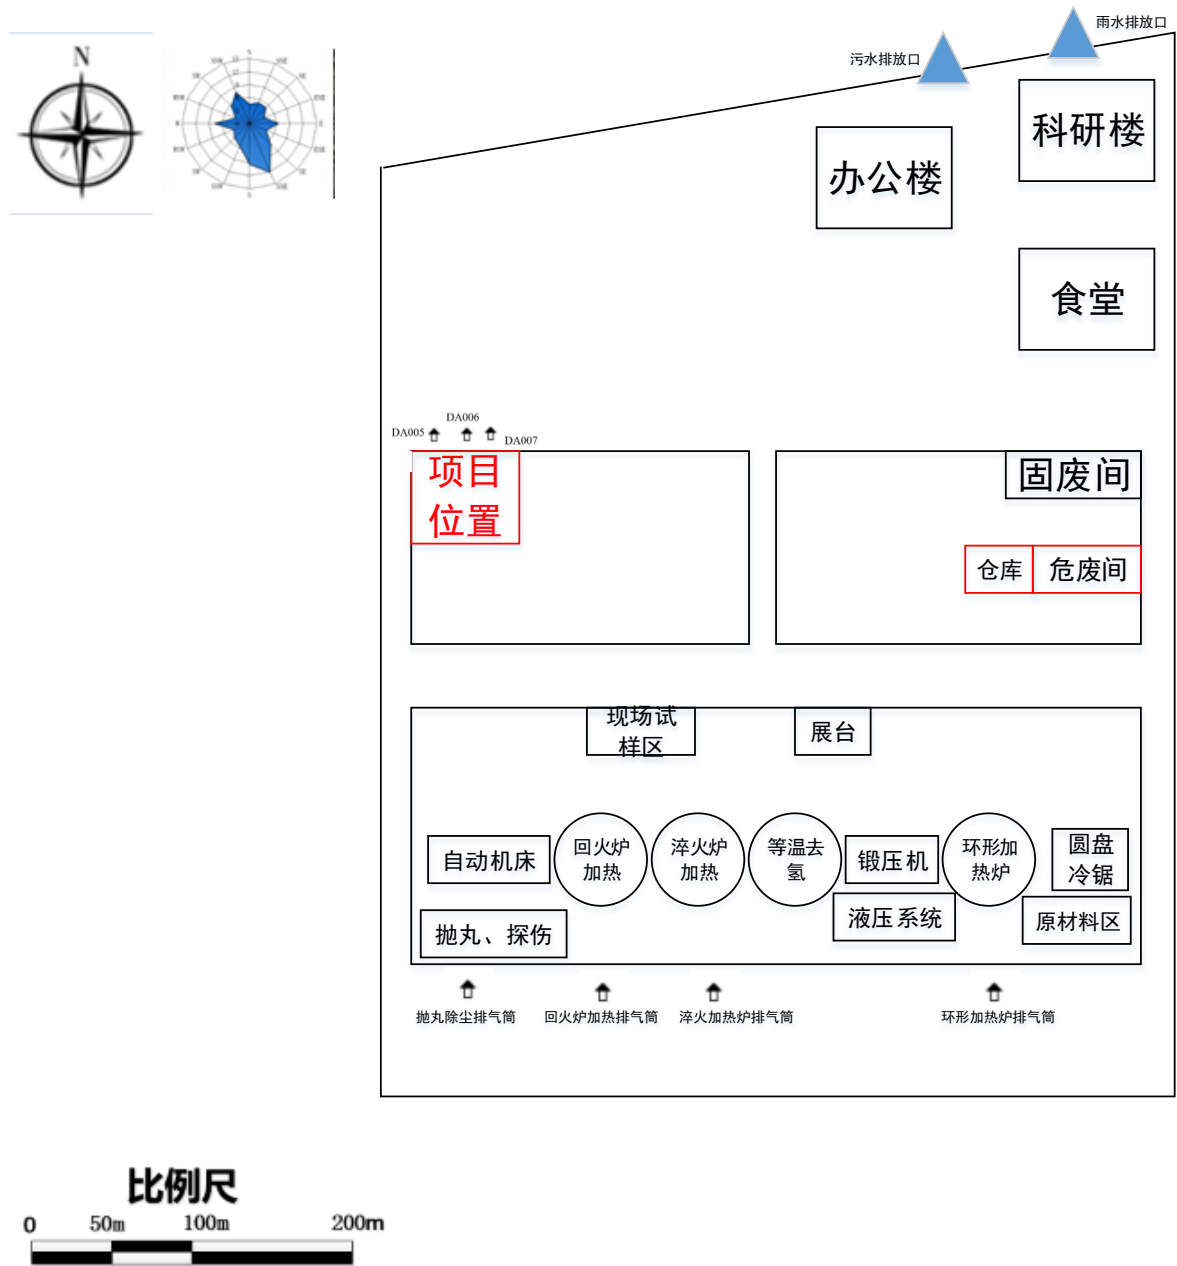 雨水排放口
污水排放口
N
科研楼
办公楼
食堂
DA006
DA005
DA007
项目
位置
固废间
仓库
危废间
现场试
样区
展台
自动机床
回火炉
加热
淬火炉
加热
等温去
氢
锻压机
环形加
热炉
圆盘
冷锯
液压系统
原材料区
抛丸、探伤
抛丸除尘排气筒
回火炉加热排气筒
淬火加热炉排气筒
环形加热炉排气筒
比例尺
0 50m 100m 200m